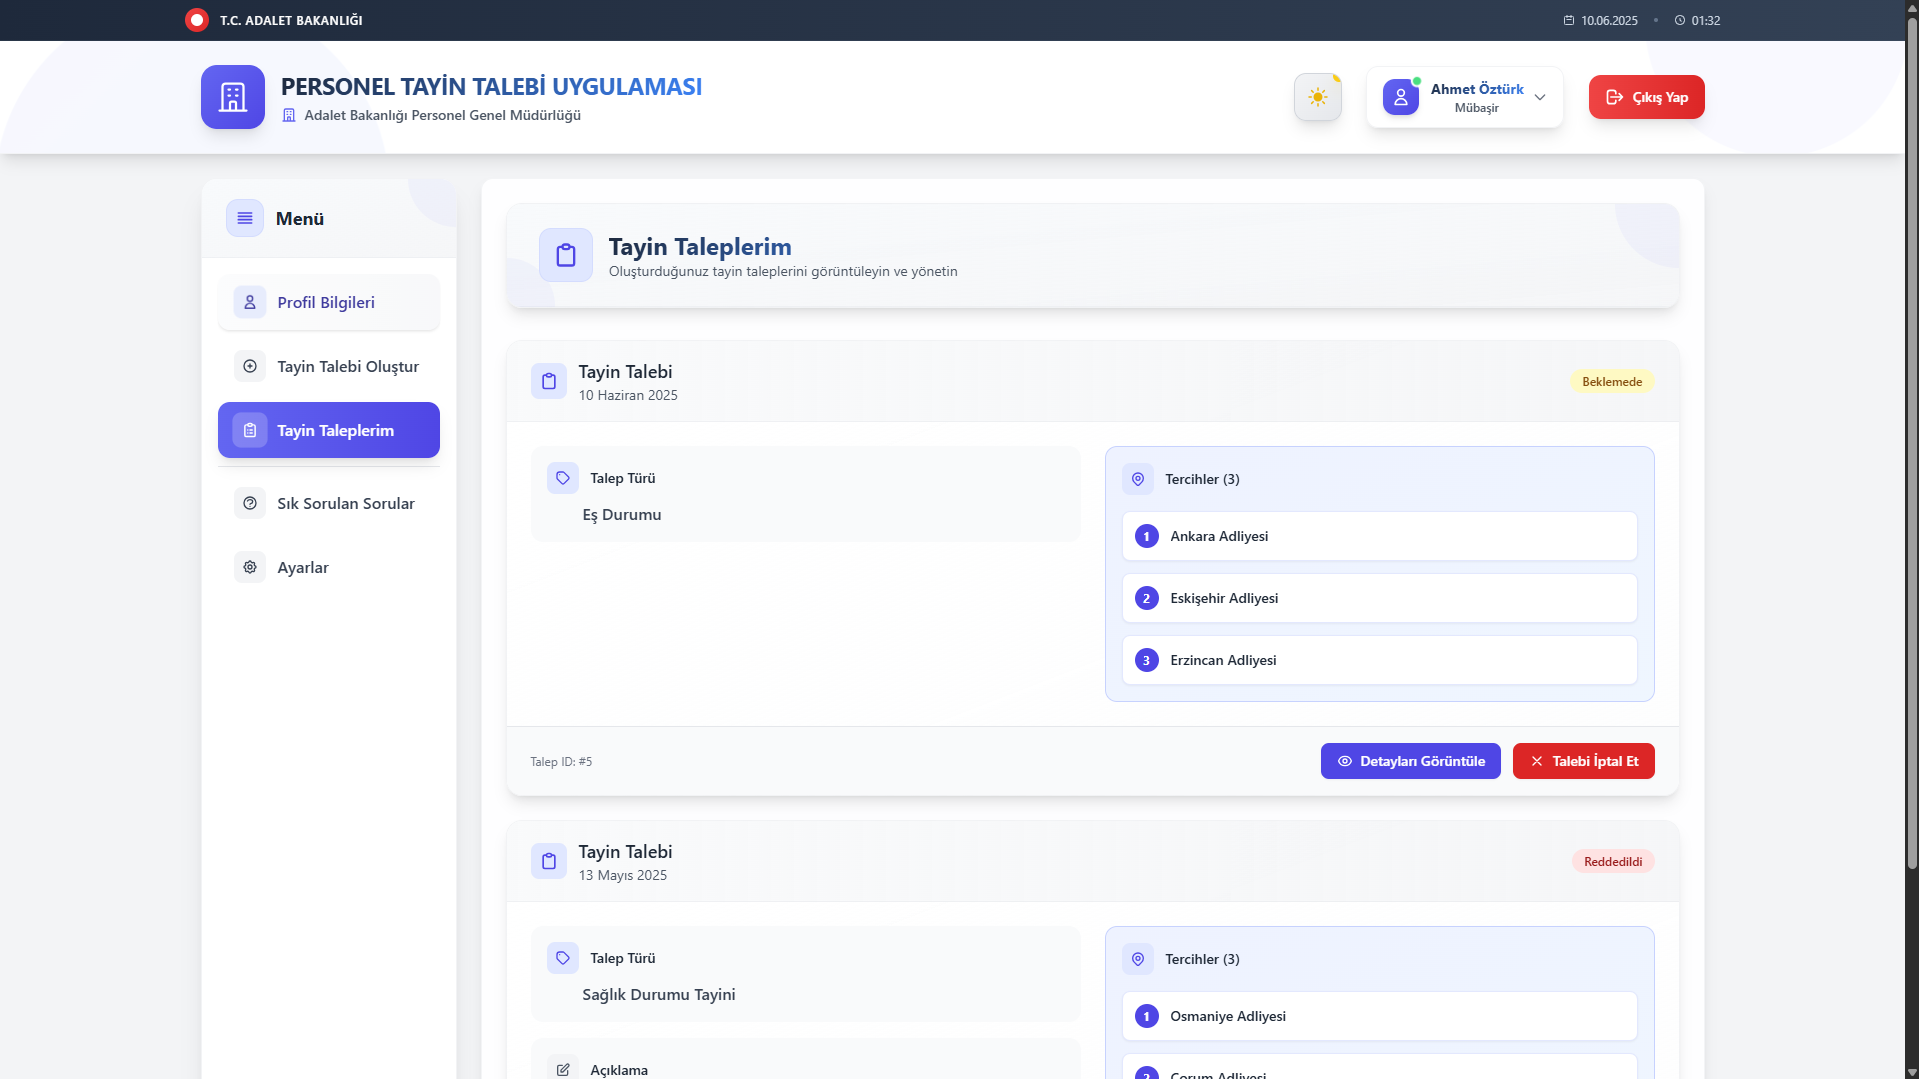 T.C. ADALET BAKANLIĞI
10.06.2025 • 01:32
PERSONEL TAYİN TALEBİ UYGULAMASI
Adalet Bakanlığı Personel Genel Müdürlüğü
Ahmet Öztürk
Mübaşir
Çıkış Yap
Menü
Profil Bilgileri
Tayin Talebi Oluştur
Tayin Taleplerim
Sık Sorulan Sorular
Ayarlar
Tayin Taleplerim
Oluşturduğunuz tayin taleplerini görüntüleyin ve yönetin
Tayin Talebi
10 Haziran 2025
Beklemede
Talep Türü
Eş Durumu
Tercihler (3)
1 Ankara Adliyesi
2 Eskişehir Adliyesi
3 Erzincan Adliyesi
Talep ID: #5
Detayları Görüntüle
Talebi İptal Et
Tayin Talebi
13 Mayıs 2025
Reddedildi
Talep Türü
Sağlık Durumu Tayini
Açıklama
Tercihler (3)
1 Osmaniye Adliyesi
2 Çorum Adliyesi